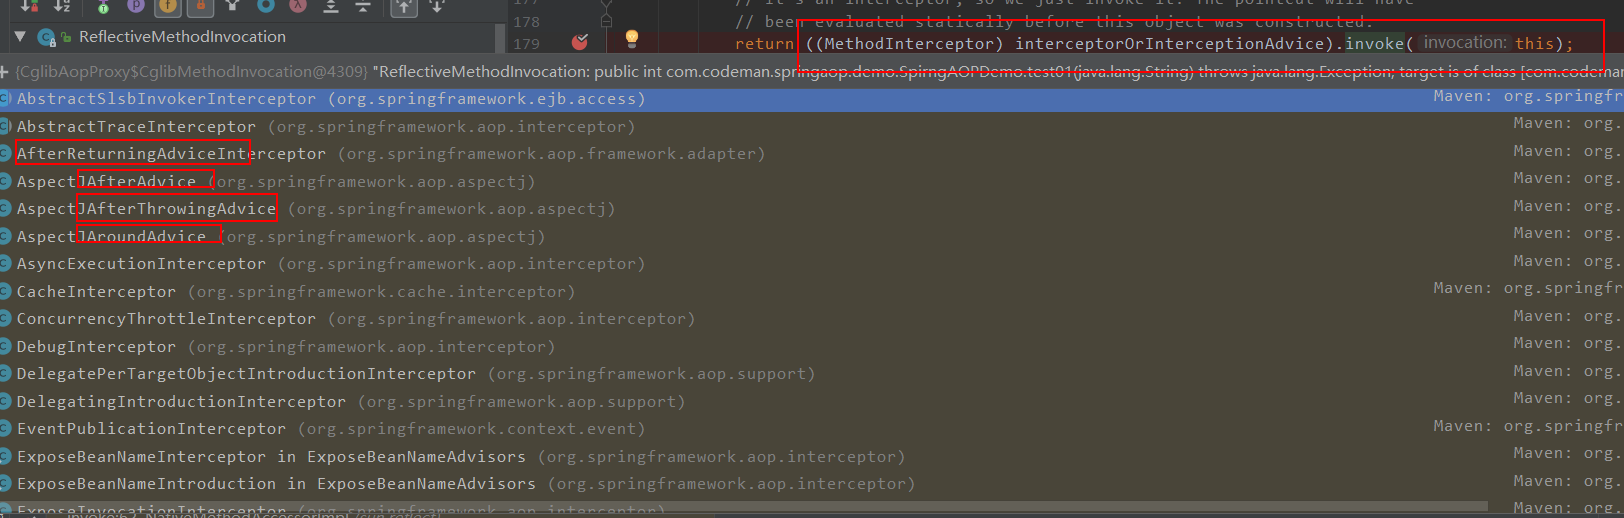 177 // it's an interceptor, so we just invoke it: The pointcut will have
178 // been evaluated statically before this object was constructed.
ReflectiveMethodInvocation
179 return ((MethodInterceptor) interceptorOrInterceptionAdvice).invoke( invocation: this);
{CglibAopProxy$CglibMethodInvocation@4309} "ReflectiveMethodInvocation: public int com.codeman.springaop.demo.SpirngAOPDemo.test01(java.lang.String) throws java.lang.Exception; target is of class [com.codeman
AbstractSlsbInvokerInterceptor (org.springframework.ejb.access) Maven: org.springfr
AbstractTraceInterceptor (org.springframework.aop.interceptor) Maven: org.
AfterReturningAdviceInterceptor (org.springframework.aop.framework.adapter) Maven: org.
AspectJAfterAdvice (org.springframework.aop.aspectj) Maven: org.
AspectJAfterThrowingAdvice (org.springframework.aop.aspectj) Maven: org.
AspectJAroundAdvice (org.springframework.aop.aspectj) Maven: org.
AsyncExecutionInterceptor (org.springframework.aop.interceptor) Maven: org.
CacheInterceptor (org.springframework.cache.interceptor) Maven: org.springfr
ConcurrencyThrottleInterceptor (org.springframework.aop.interceptor) Maven: org.
DebugInterceptor (org.springframework.aop.interceptor) Maven: org.
DelegatePerTargetObjectIntroductionInterceptor (org.springframework.aop.support) Maven: org.
DelegatingIntroductionInterceptor (org.springframework.aop.support) Maven: org.
EventPublicationInterceptor (org.springframework.context.event) Maven: org.springfr
ExposeBeanNameInterceptor in ExposeBeanNameAdvisors (org.springframework.aop.interceptor) Maven: org.
ExposeBeanNameIntroduction in ExposeBeanNameAdvisors (org.springframework.aop.interceptor) Maven: org.
ExposeInvocationInterceptor (org.springframework.aop.interceptor) Maven: org.
invoke:62, NativeMethodAccessorImpl (sun.reflect)